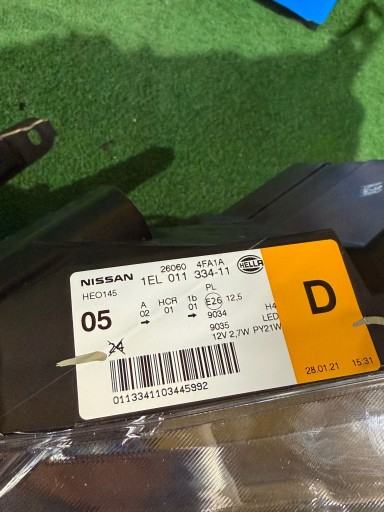 NISSAN 26060 4FA1A HELLA
1EL 011 334-11
HEO145
PL
05 A HCR 1b E26 12,5 D
02 01 01 9034 H4
9035 LED
12V 2,7W PY21W
24
0113341103445992
28.01.21 15:31